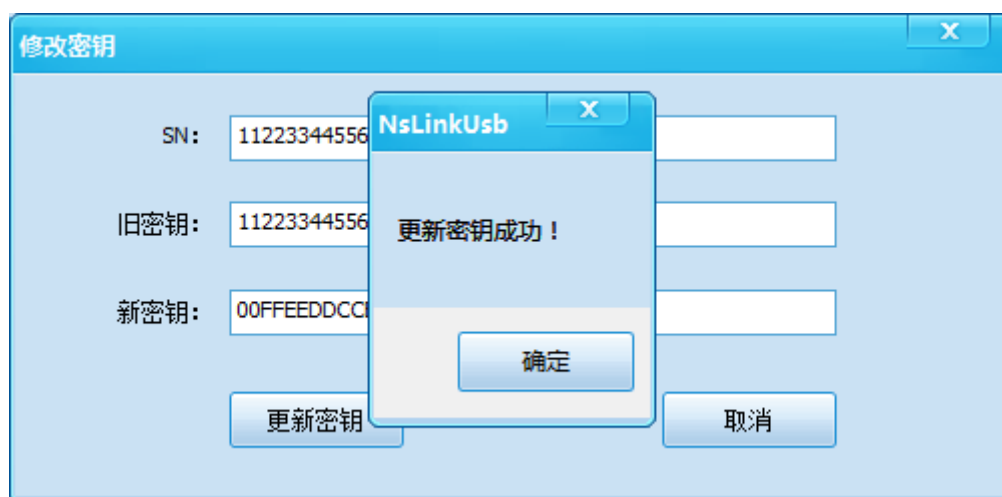 修改密钥
X
NsLinkUsb
X
SN:
11223344556
旧密钥:
11223344556
更新密钥成功！
新密钥:
00FFEEDDCC
确定
更新密钥
取消